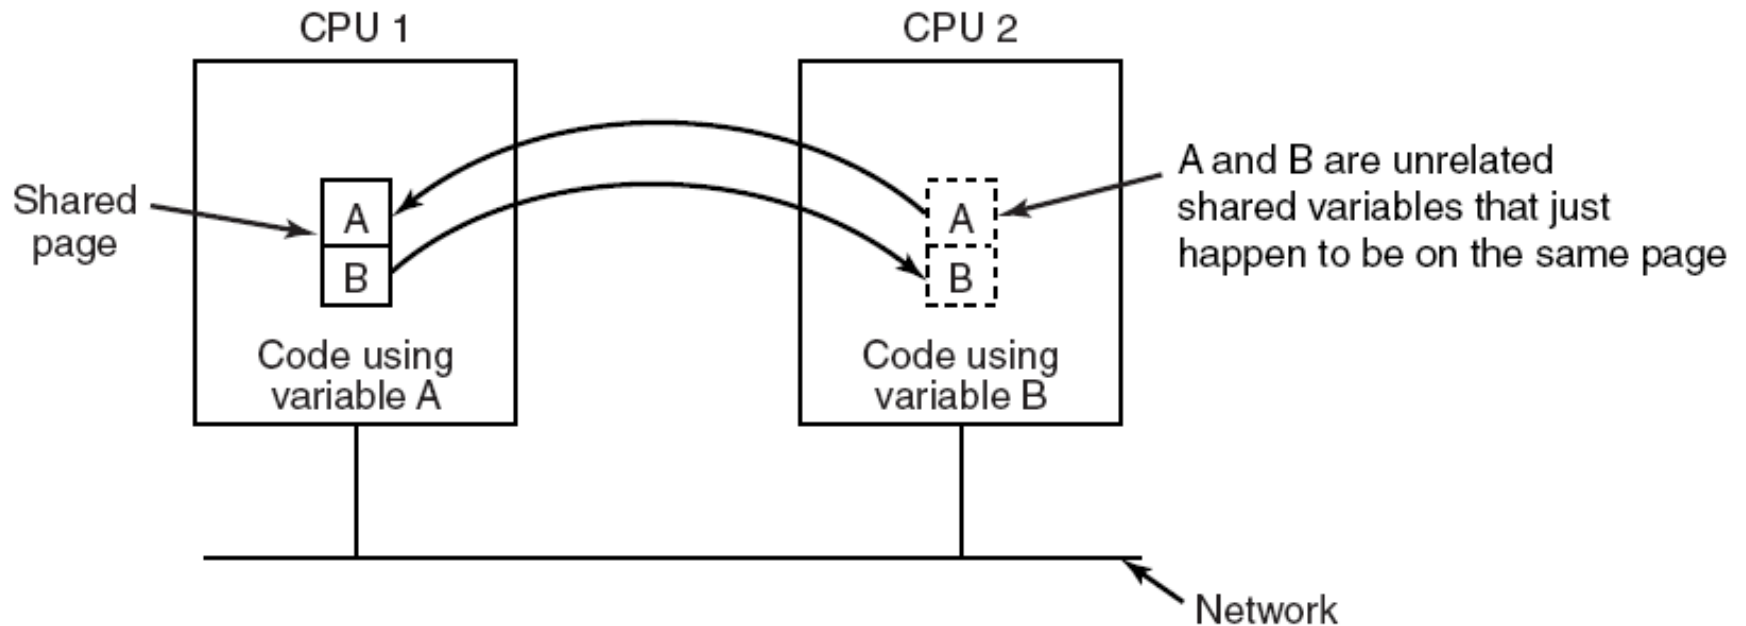 CPU 1
CPU 2
Shared
page
A
B
A
B
A and B are unrelated
shared variables that just
happen to be on the same page
Code using
variable A
Code using
variable B
Network